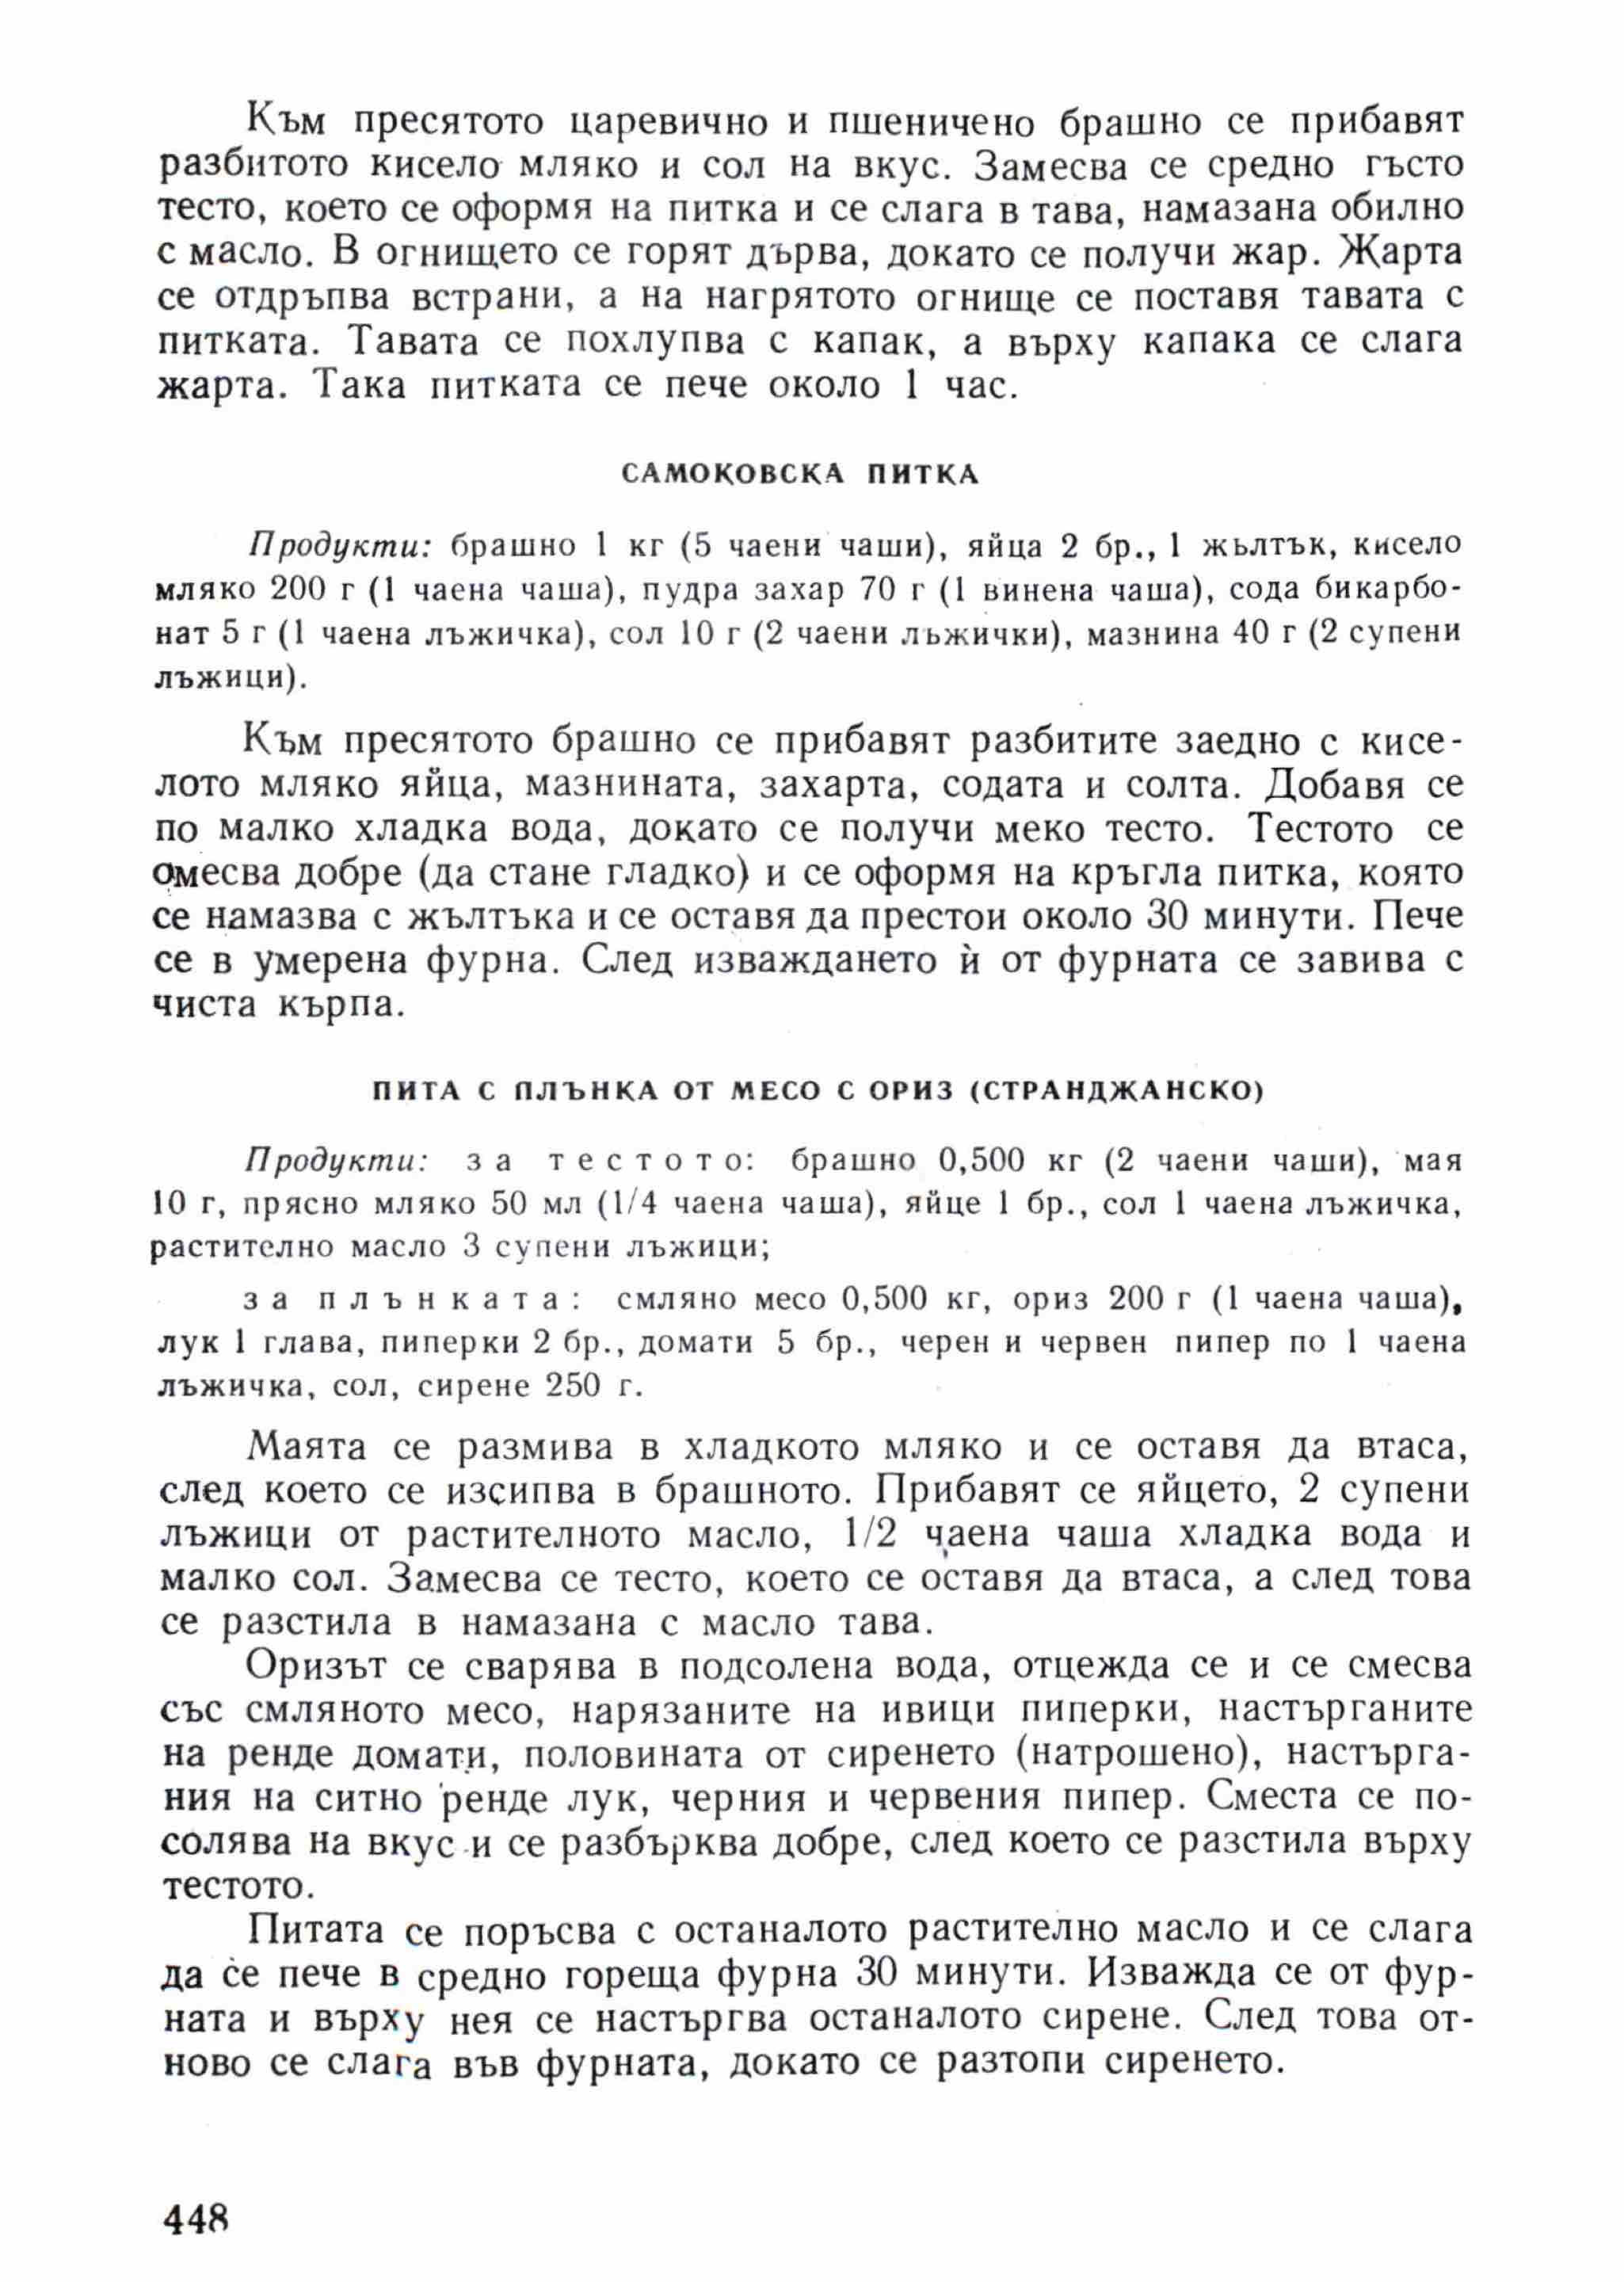 Към пресятото царевично и пшеничено брашно се прибавят
разбитото кисело мляко и сол на вкус. Замесва се средно гъсто
тесто, което се оформя на питка и се слага в тава, намазана обилно
с масло. В огнището се горят дърва, докато се получи жар. Жарта
се отдръпва встрани, а на нагрятото огнище се поставя тавата с
питката. Тавата се похлупва с капак, а върху капака се слага
жарта. Така питката се пече около 1 час.
САМОКОВСКА ПИТКА
Продукти: брашно 1 кг (5 чаени чаши), яйца 2 бр., 1 жълтък, кисело
мляко 200 г (1 чаена чаша), пудра захар 70 г (1 винена чаша), сода бикарбо-
нат 5 г (1 чаена лъжичка), сол 10 г (2 чаени лъжички), мазнина 40 г (2 супени
лъжици).
Към пресятото брашно се прибавят разбитите заедно с кисе-
лото мляко яйца, мазнината, захарта, содата и солта. Добавя се
по малко хладка вода, докато се получи меко тесто. Тестото се
омесва добре (да стане гладко) и се оформя на кръгла питка, която
се намазва с жълтъка и се оставя да престои около 30 минути. Пече
се в умерена фурна. След изваждането ѝ от фурната се завива с
чиста кърпа.
ПИТА С ПЛЪНКА ОТ МЕСО С ОРИЗ (СТРАНДЖАНСКО)
Продукти: за тестото: брашно 0,500 кг (2 чаени чаши), мая
10 г, прясно мляко 50 мл (1/4 чаена чаша), яйце 1 бр., сол 1 чаена лъжичка,
растително масло 3 супени лъжици;
за плънката: смляно месо 0,500 кг, ориз 200 г (1 чаена чаша),
лук 1 глава, пиперки 2 бр., домати 5 бр., черен и червен пипер по 1 чаена
лъжичка, сол, сирене 250 г.
Маята се размива в хладкото мляко и се оставя да втаса,
след което се изсипва в брашното. Прибавят се яйцето, 2 супени
лъжици от растителното масло, 1/2 чаена чаша хладка вода и
малко сол. Замесва се тесто, което се оставя да втаса, а след това
се разстила в намазана с масло тава.
Оризът се сварява в подсолена вода, отцежда се и се смесва
със смляното месо, нарязаните на ивици пиперки, настърганите
на ренде домати, половината от сиренето (натрошено), настърга-
ния на ситно ренде лук, черния и червения пипер. Сместа се по-
солява на вкус и се разбърква добре, след което се разстила върху
тестото.
Питата се поръсва с останалото растително масло и се слага
да се пече в средно гореща фурна 30 минути. Изважда се от фур-
ната и върху нея се настъргва останалото сирене. След това от-
ново се слага във фурната, докато се разтопи сиренето.
448